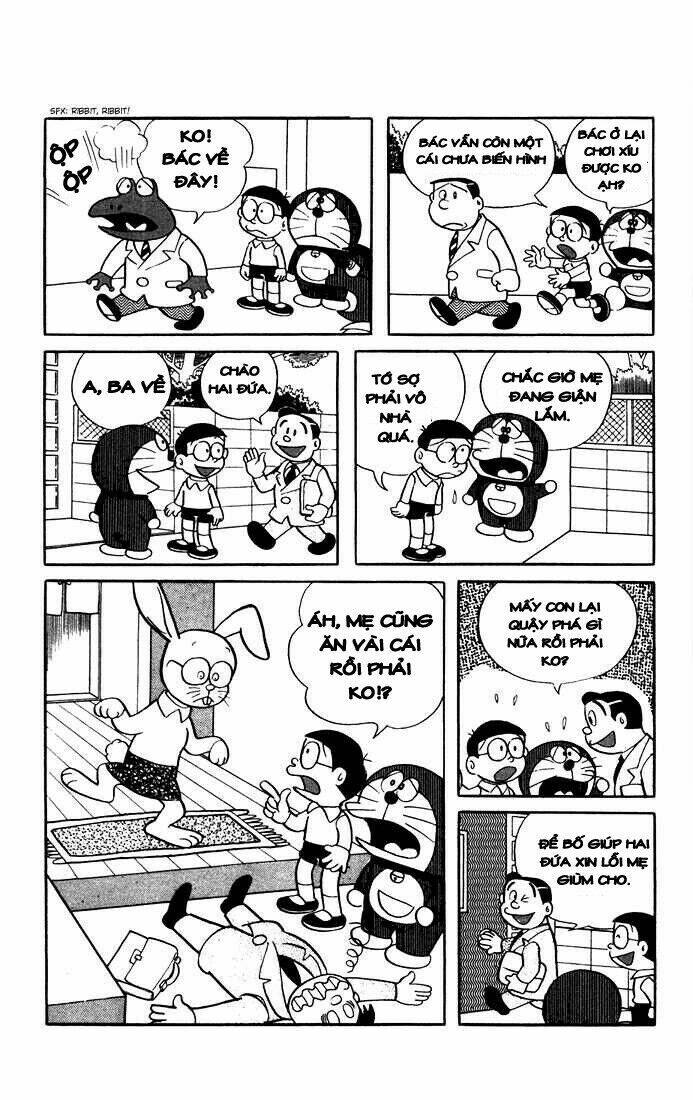 SFX: RIBBIT, RIBBIT!
BÁC Ở LẠI
CHƠI XÍU
ĐƯỢC KO
ẠH?
BÁC VẪN CÒN MỘT
CÁI CHƯA BIẾN HÌNH
KO!
BÁC VỀ
ĐÂY!
ỘP
ỘP
CHẮC GIỜ MẸ
ĐANG GIẬN
LẮM.
TỚ SỢ
PHẢI VÔ
NHÀ
QUÁ.
CHÀO
HAI ĐỨA.
A, BA VỀ
MẤY CON LẠI
QUẬY PHÁ GÌ
NỮA RỒI PHẢI
KO?
ĐỂ BỐ GIÚP HAI
ĐỨA XIN LỖI MẸ
GIÙM CHO.
ÁH, MẸ CŨNG
ĂN VÀI CÁI
RỒI PHẢI
KO!?